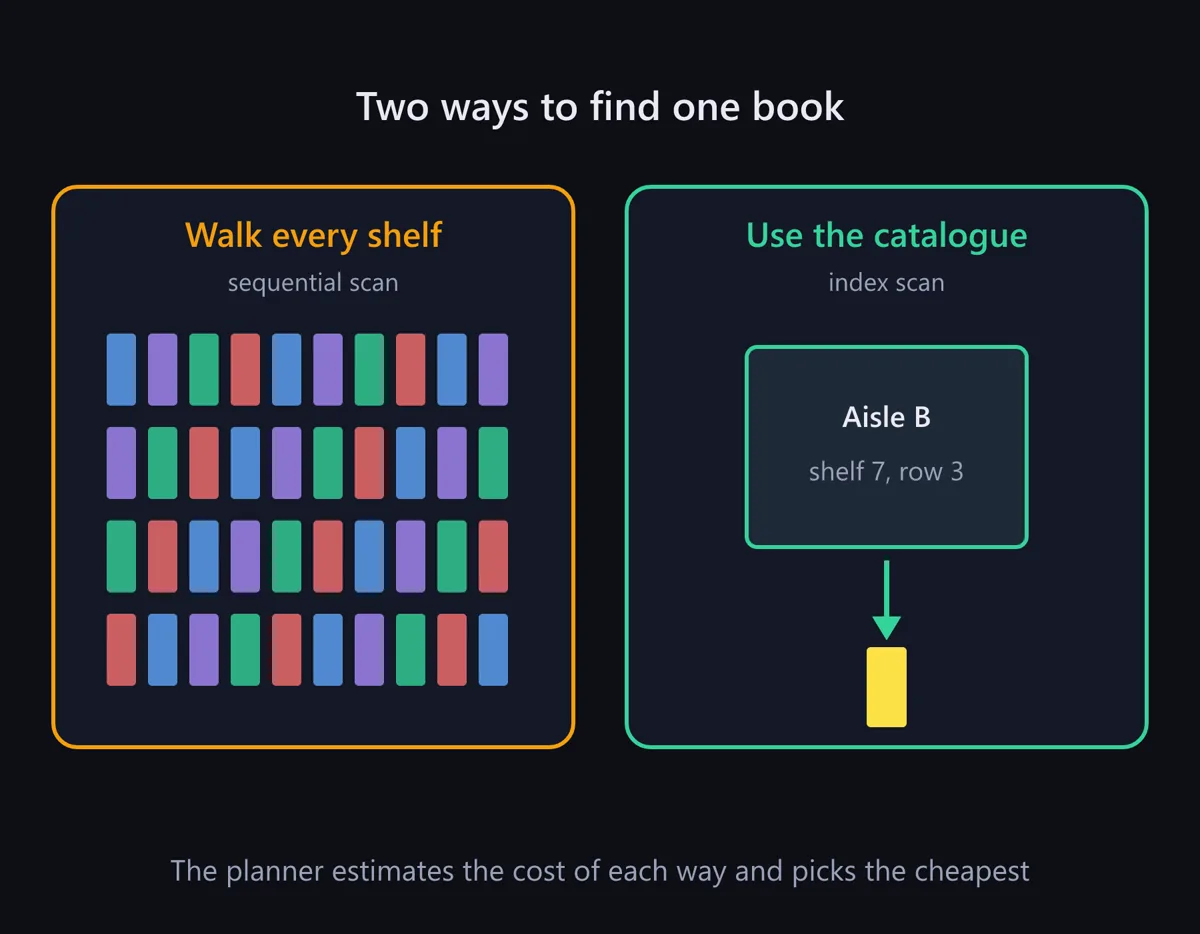 Two ways to find one book
Walk every shelf
sequential scan
Use the catalogue
index scan
Aisle B
shelf 7, row 3
The planner estimates the cost of each way and picks the cheapest